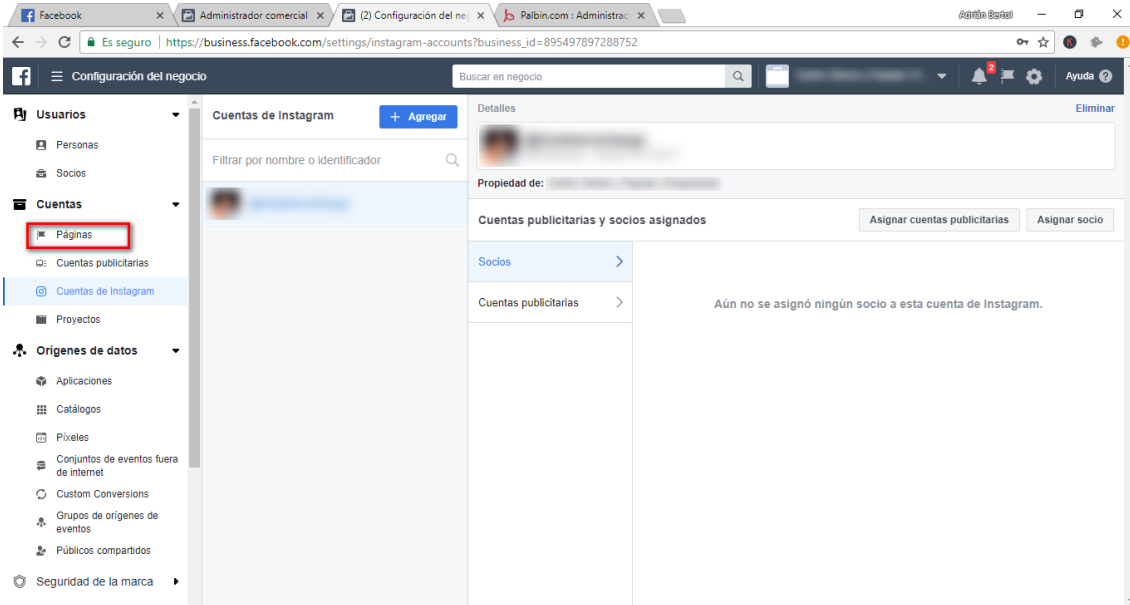 Facebook
Administrador comercial
(2) Configuración del ne
Palbin.com : Administrac
Adrián Bartol
Es seguro | https://business.facebook.com/settings/instagram-accounts?business_id=895497897288752
Configuración del negocio
Buscar en negocio
2
Ayuda
Usuarios
Personas
Socios
Cuentas
Páginas
Cuentas publicitarias
Cuentas de Instagram
Proyectos
Orígenes de datos
Aplicaciones
Catálogos
Píxeles
Conjuntos de eventos fuera
de internet
Custom Conversions
Grupos de orígenes de
eventos
Públicos compartidos
Seguridad de la marca
Cuentas de Instagram
+ Agregar
Filtrar por nombre o identificador
Detalles
Eliminar
Propiedad de:
Cuentas publicitarias y socios asignados
Asignar cuentas publicitarias
Asignar socio
Socios
Cuentas publicitarias
Aún no se asignó ningún socio a esta cuenta de Instagram.